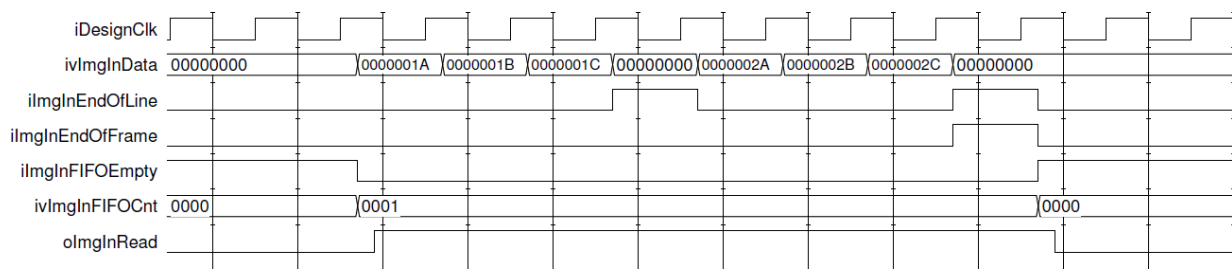 iDesignClk
ivImgInData 00000000 0000001A 0000001B 0000001C 00000000 0000002A 0000002B 0000002C 00000000
iImgInEndOfLine
iImgInEndOfFrame
iImgInFIFOEmpty
ivImgInFIFOCnt 0000 0001 0000
oImgInRead